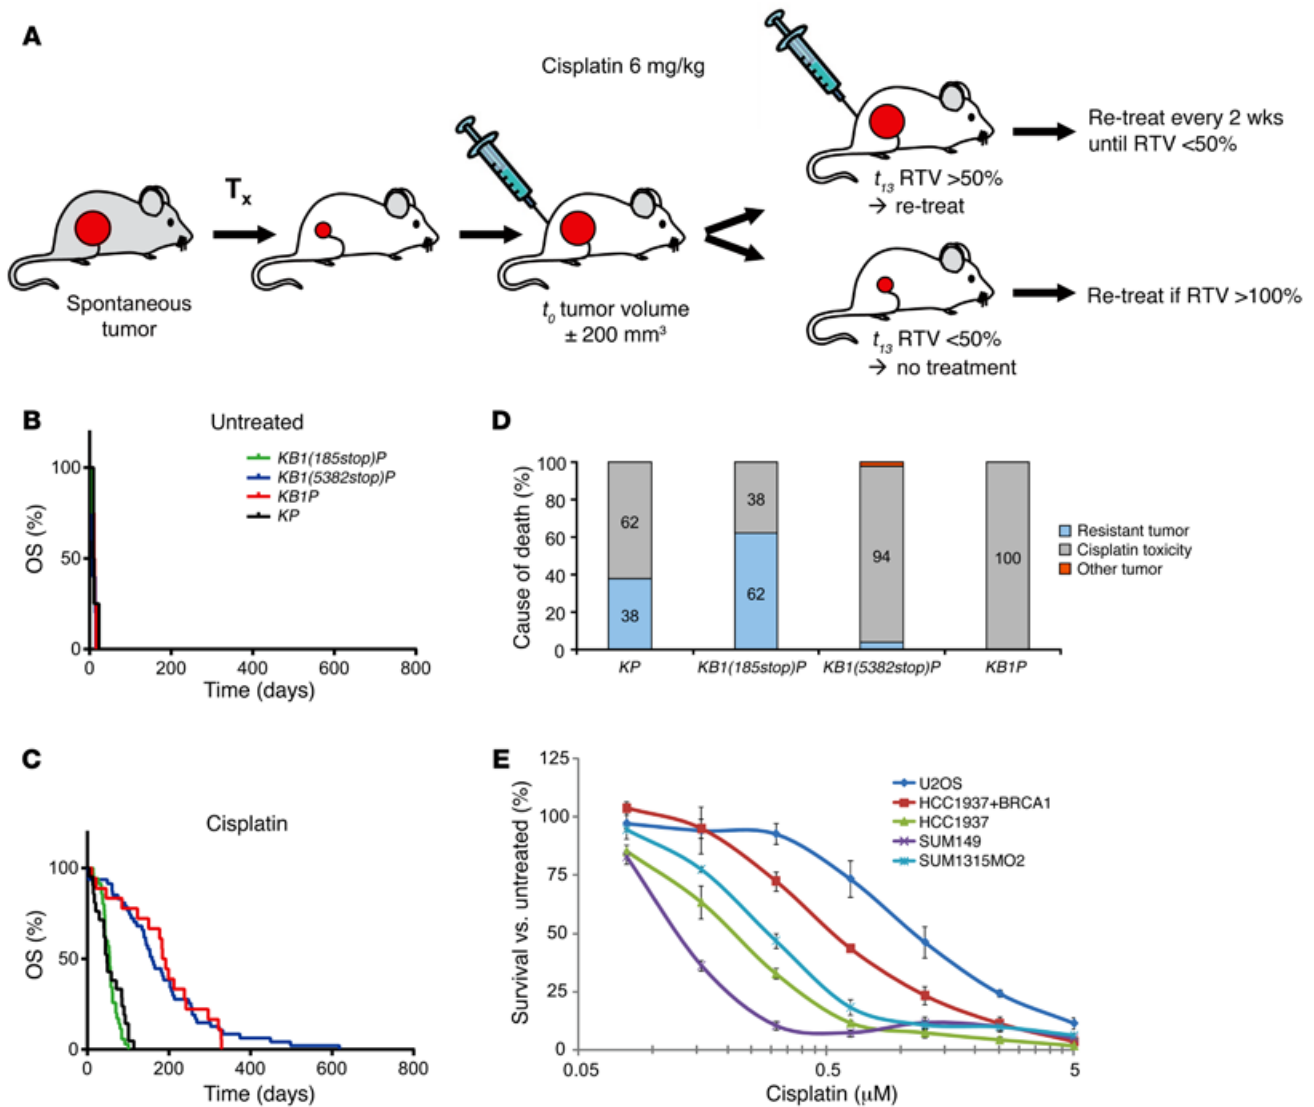 A
Cisplatin 6 mg/kg
Tx
Spontaneous
tumor
t0 tumor volume
± 200 mm³
t13 RTV >50%
→ re-treat
Re-treat every 2 wks
until RTV <50%
t13 RTV <50%
→ no treatment
Re-treat if RTV >100%
B
Untreated
KB1(185stop)P
KB1(5382stop)P
KB1P
KP
OS (%)
100
50
0
0 200 400 600 800
Time (days)
C
Cisplatin
OS (%)
100
50
0
0 200 400 600 800
Time (days)
D
Cause of death (%)
100
80
60
40
20
0
62
38
38
62
94
100
KP KB1(185stop)P KB1(5382stop)P KB1P
Resistant tumor
Cisplatin toxicity
Other tumor
E
Survival vs. untreated (%)
125
100
75
50
25
0
0.05 0.5 5
Cisplatin (µM)
U2OS
HCC1937+BRCA1
HCC1937
SUM149
SUM1315MO2